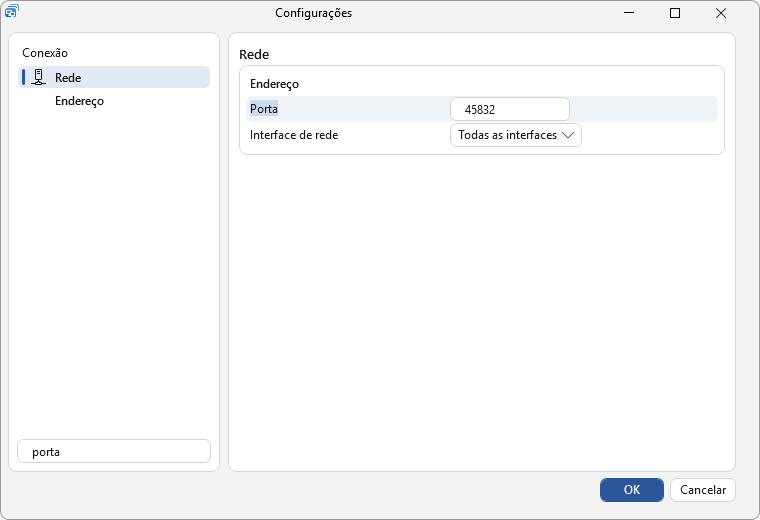 Configurações
Conexão
Rede
Endereço
porta
Rede
Endereço
Porta 45832
Interface de rede Todas as interfaces
OK Cancelar